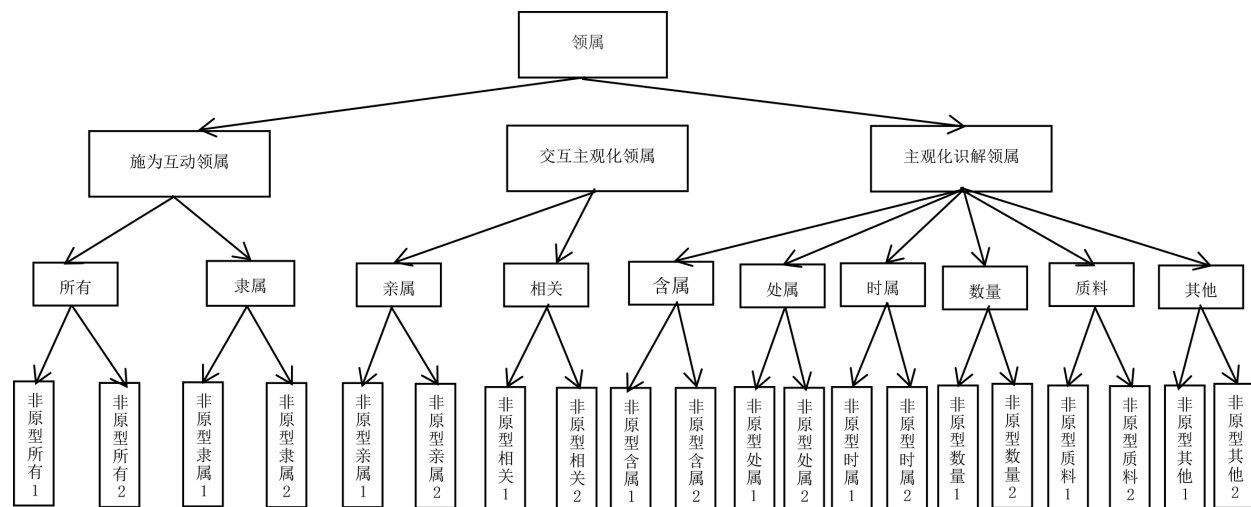 领属
施为互动领属
交互主观化领属
主观化识解领属
所有
隶属
亲属
相关
含属
处属
时属
数量
质料
其他
非原型所有1
非原型所有2
非原型隶属1
非原型隶属2
非原型亲属1
非原型亲属2
非原型相关1
非原型相关2
非原型含属1
非原型含属2
非原型处属1
非原型处属2
非原型时属1
非原型时属2
非原型数量1
非原型数量2
非原型质料1
非原型质料2
非原型其他1
非原型其他2